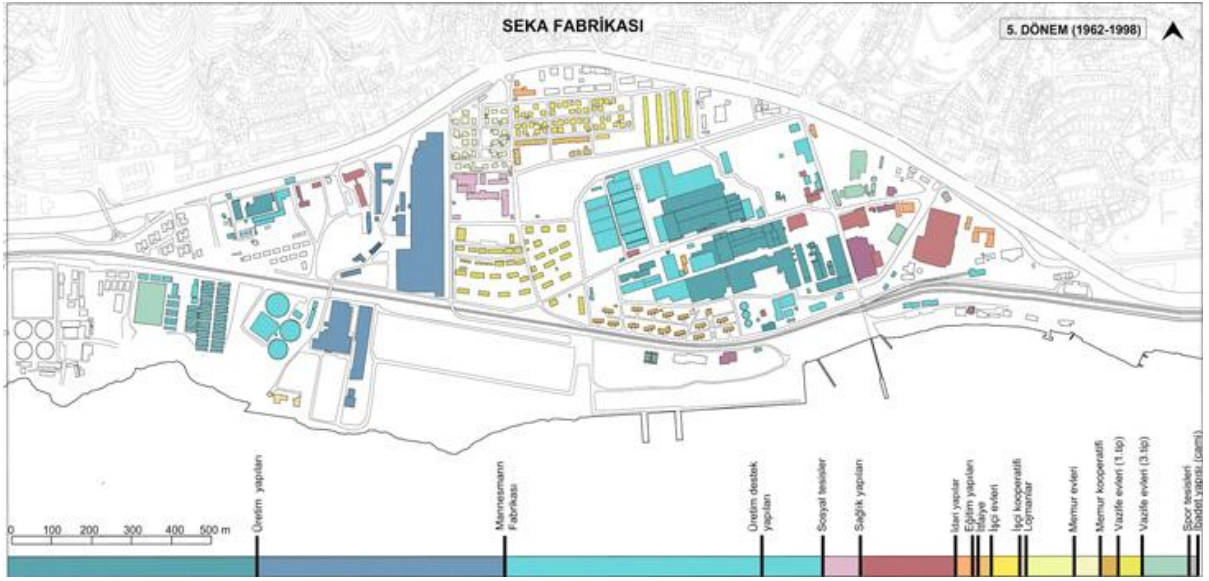 SEKA FABRİKASI
5. DÖNEM (1962-1998)
0 100 200 300 400 500 m
Üretim yapıları
Mannesmann
Fabrikası
Üretim destek
yapıları
Sosyal tesisler
Sağlık yapıları
İdari yapılar
Eğitim yapıları
İtfaiye
İşçi evleri
İşçi kooperatifi
Lojmanlar
Memur evleri
Memur kooperatifi
Vazife evleri (1.tip)
Vazife evleri (3.tip)
Spor tesisleri
İbadet yapısı (cami)